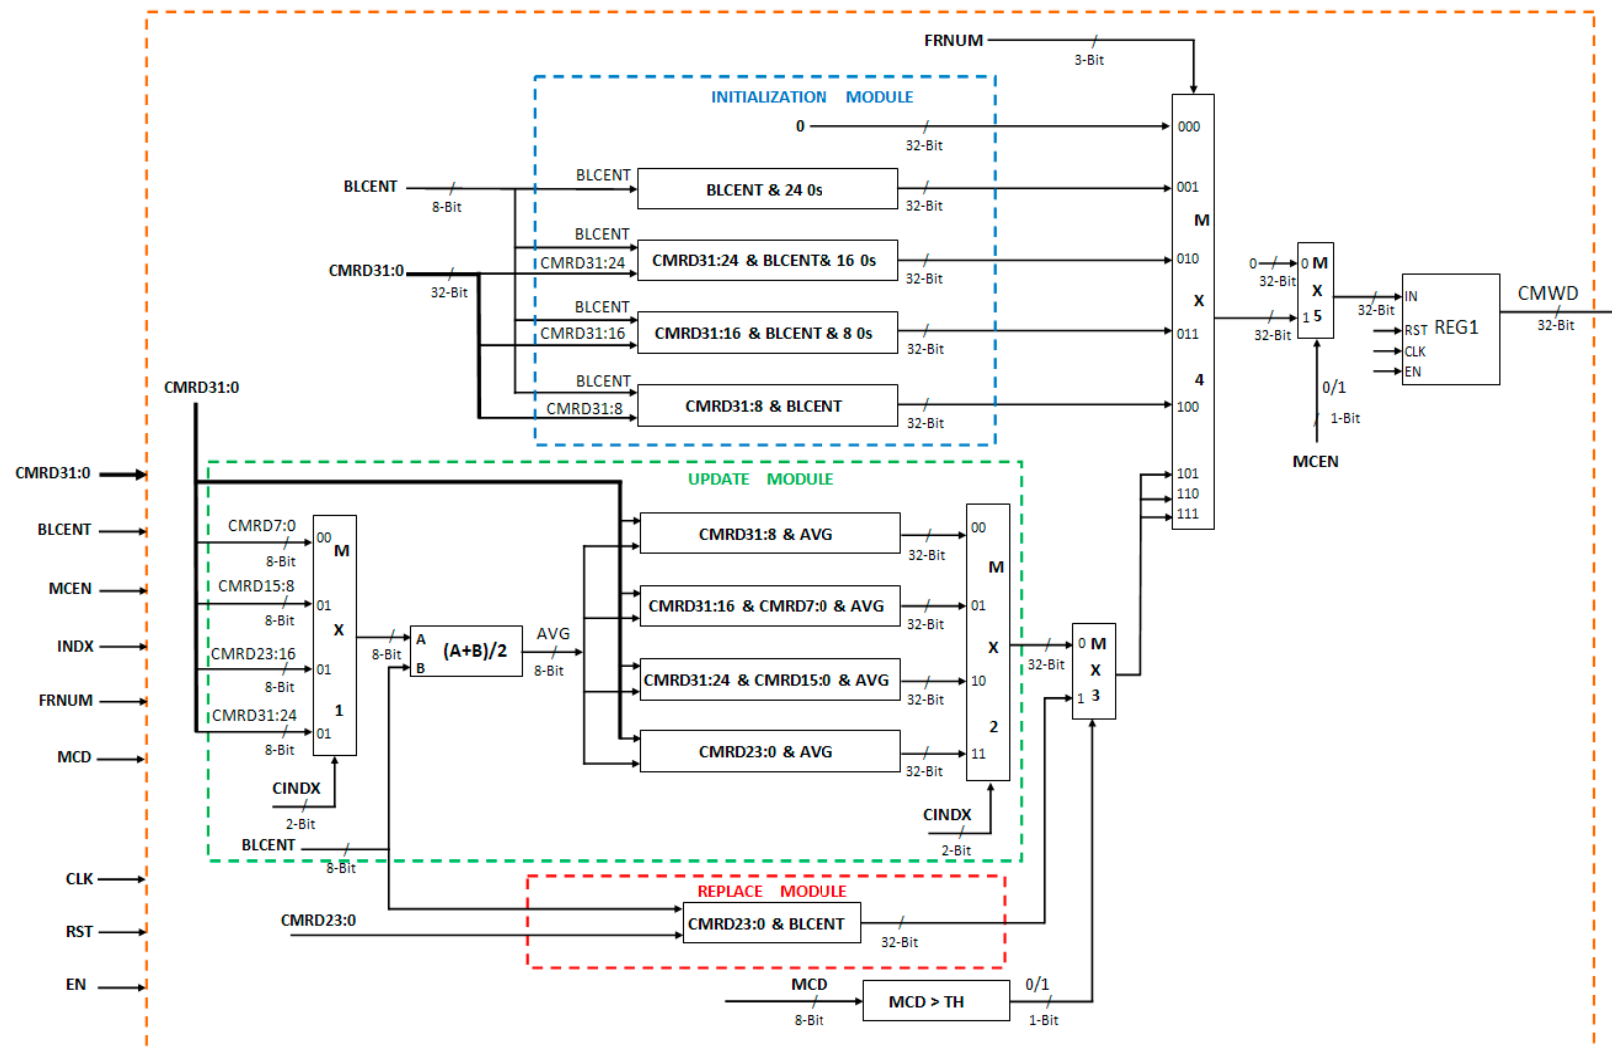 FRNUM
3-Bit
INITIALIZATION MODULE
0
32-Bit
000
BLCENT
8-Bit
BLCENT
BLCENT & 24 0s
32-Bit
001
M
BLCENT
CMRD31:0
32-Bit
CMRD31:24
CMRD31:24 & BLCENT& 16 0s
32-Bit
010
0
32-Bit
0 M
X
1 5
32-Bit
X
BLCENT
CMRD31:16
CMRD31:16 & BLCENT & 8 0s
32-Bit
011
32-Bit
IN
RST
CLK
EN
REG1
CMWD
32-Bit
4
BLCENT
CMRD31:8
CMRD31:8 & BLCENT
32-Bit
100
0/1
1-Bit
MCEN
CMRD31:0
CMRD31:0
BLCENT
MCEN
INDX
FRNUM
MCD
CLK
RST
EN
UPDATE MODULE
101
110
111
CMRD7:0
8-Bit
00
M
CMRD15:8
8-Bit
01
X
CMRD23:16
8-Bit
01
CMRD31:24
8-Bit
01
1
CINDX
2-Bit
8-Bit
A
B
(A+B)/2
AVG
8-Bit
CMRD31:8 & AVG
32-Bit
00
M
CMRD31:16 & CMRD7:0 & AVG
32-Bit
01
X
CMRD31:24 & CMRD15:0 & AVG
32-Bit
10
2
CMRD23:0 & AVG
32-Bit
11
32-Bit
0 M
X
1 3
CINDX
2-Bit
BLCENT
8-Bit
REPLACE MODULE
CMRD23:0
CMRD23:0 & BLCENT
32-Bit
MCD
8-Bit
MCD > TH
0/1
1-Bit